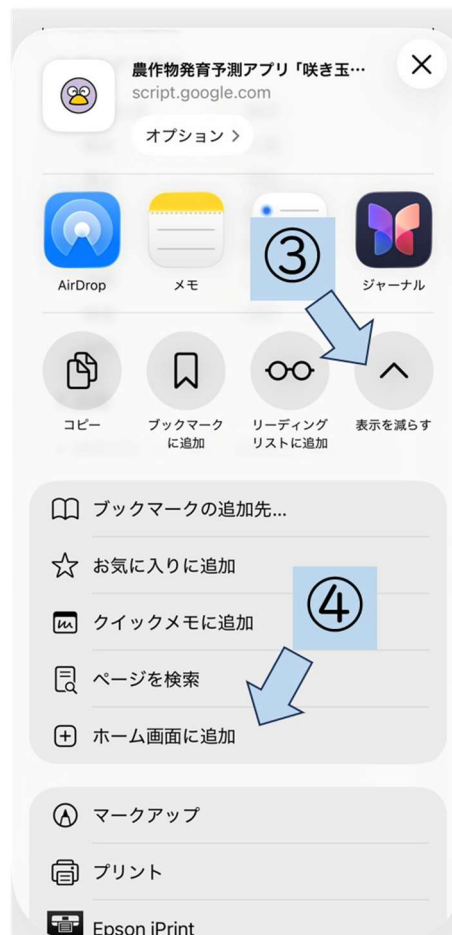 農作物発育予測アプリ「咲き玉…
script.google.com
オプション
③
AirDrop
メモ
ジャーナル
コピー
ブックマーク
に追加
リーディング
リストに追加
表示を減らす
ブックマークの追加先...
お気に入りに追加
④
クイックメモに追加
ページを検索
ホーム画面に追加
マークアップ
プリント
Epson iPrint